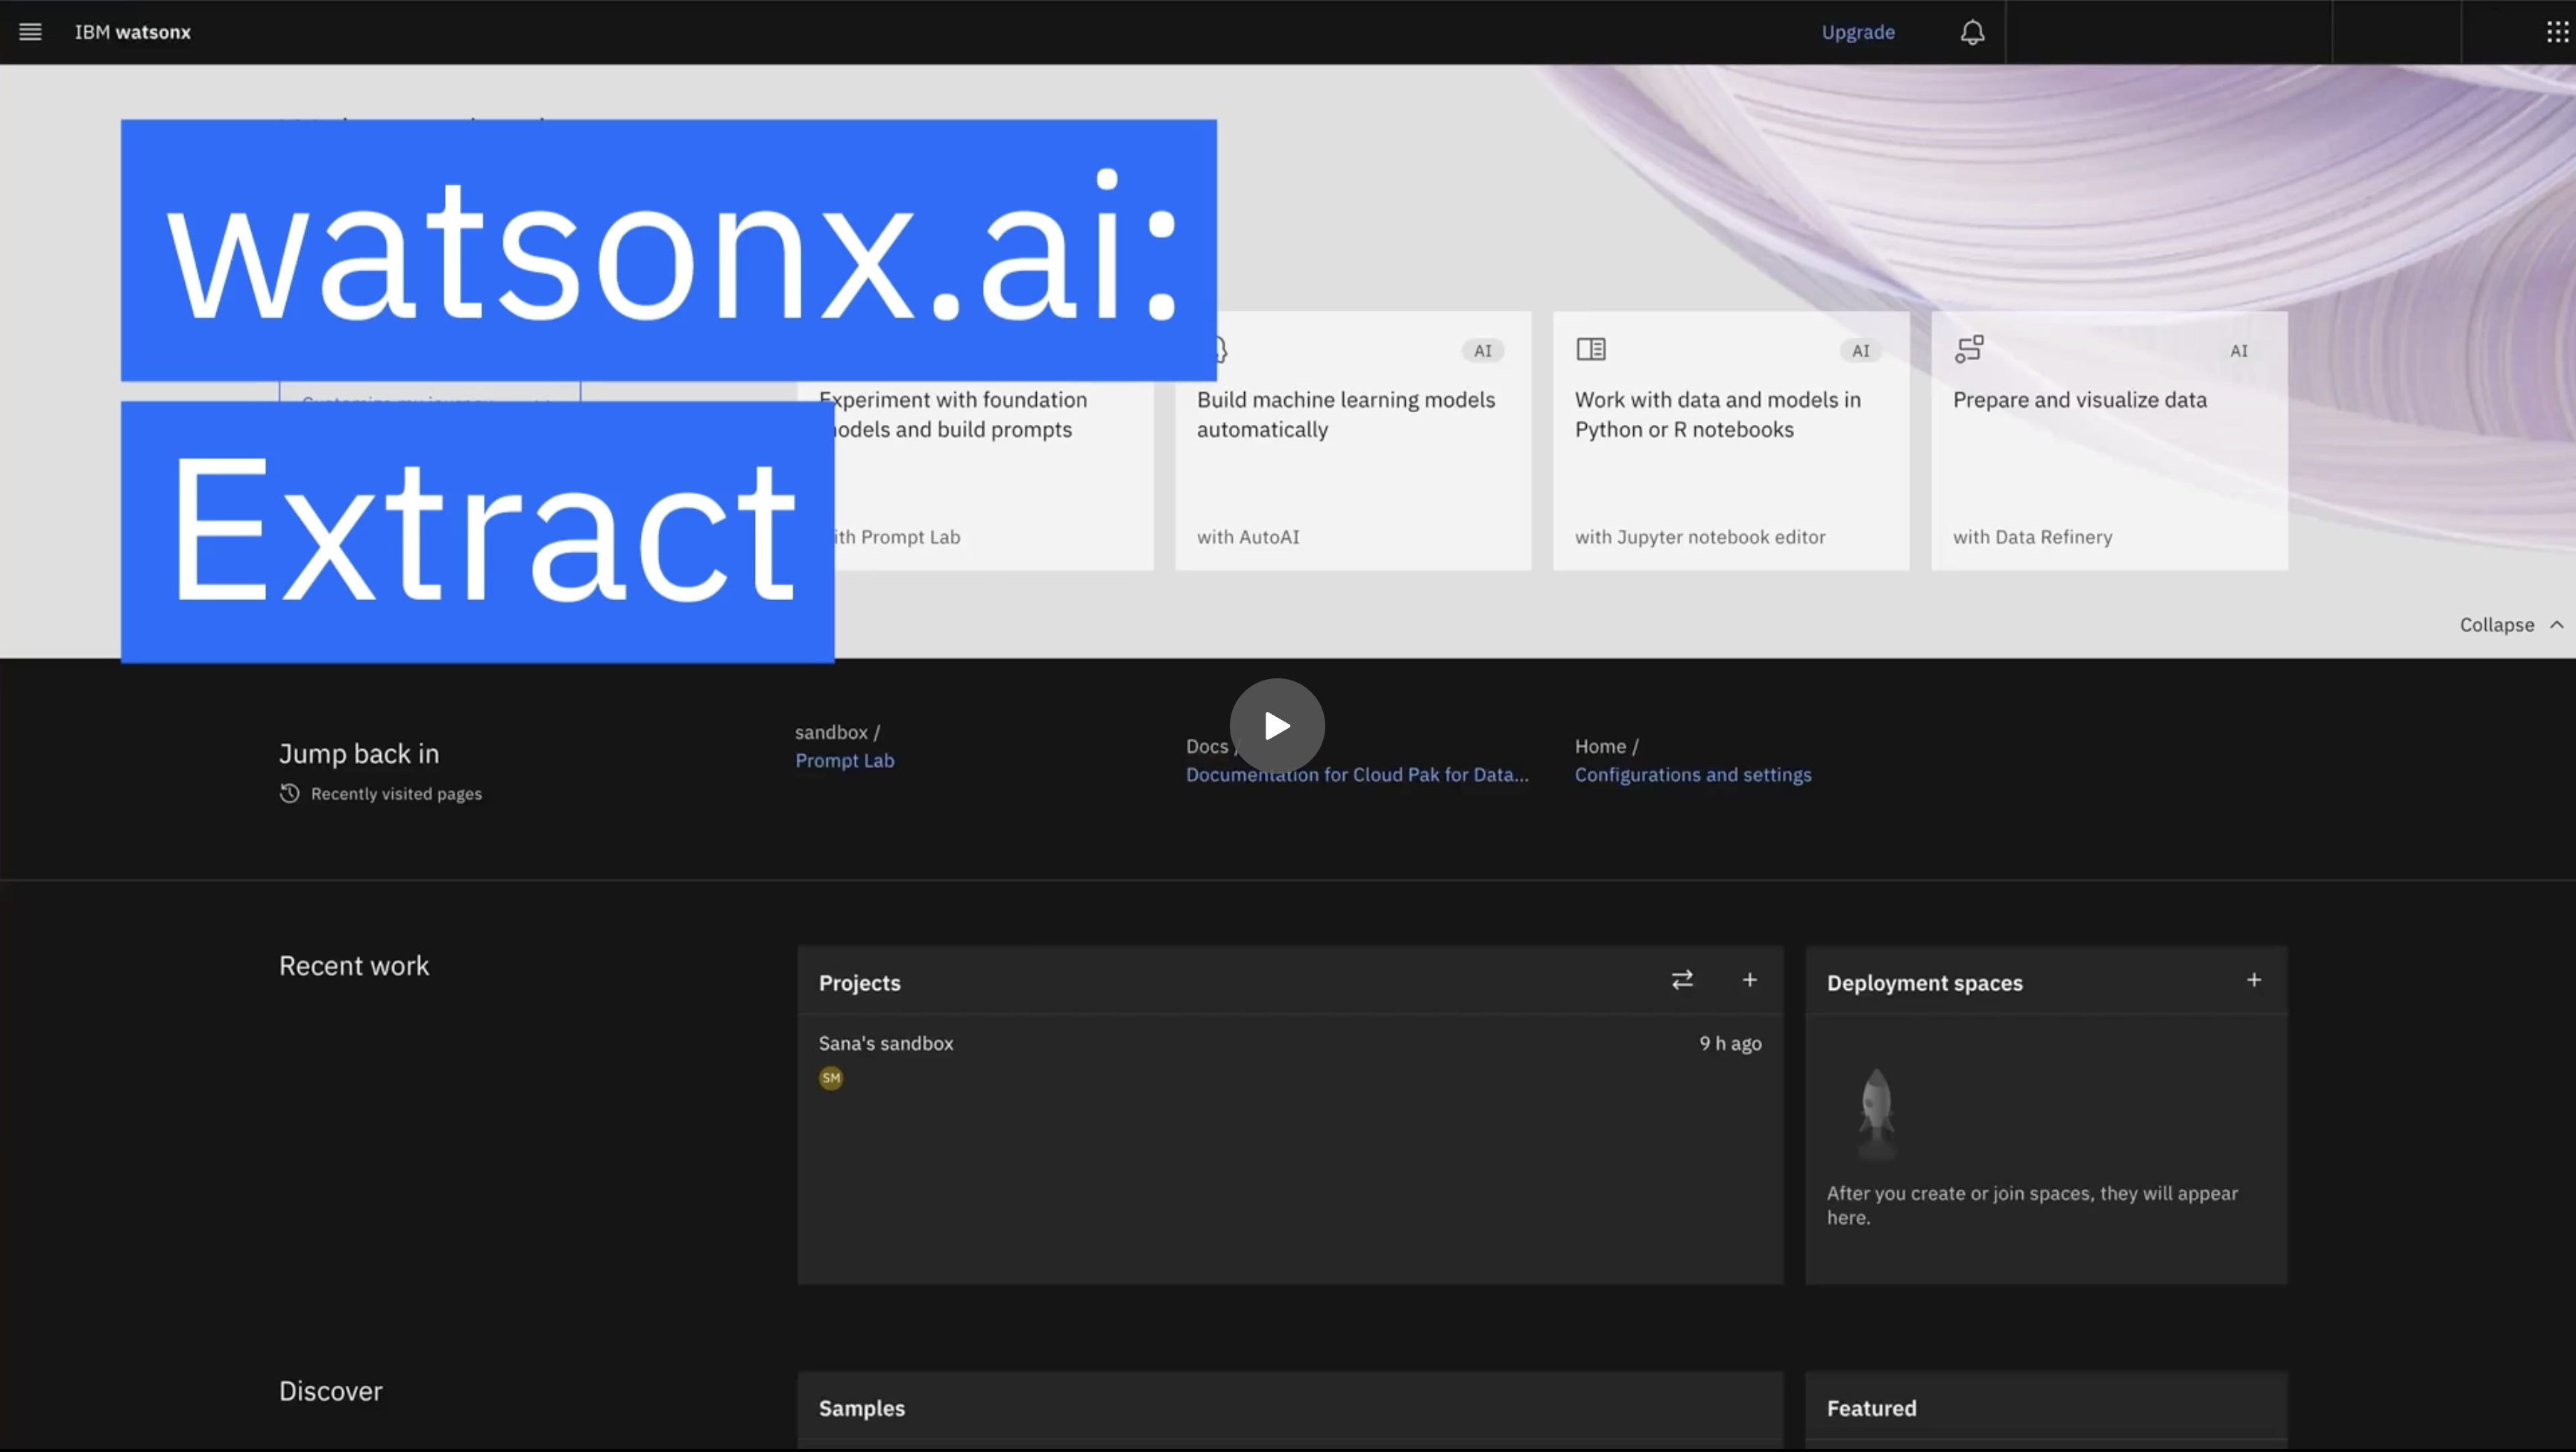 IBM watsonx
Upgrade
watsonx.ai:
Extract
AI
AI
AI
Experiment with foundation
models and build prompts
Build machine learning models
automatically
Work with data and models in
Python or R notebooks
Prepare and visualize data
with Prompt Lab
with AutoAI
with Jupyter notebook editor
with Data Refinery
Collapse
Jump back in
Recently visited pages
sandbox /
Prompt Lab
Docs /
Documentation for Cloud Pak for Data...
Home /
Configurations and settings
Recent work
Projects
Sana's sandbox
9 h ago
SM
Deployment spaces
After you create or join spaces, they will appear
here.
Discover
Samples
Featured